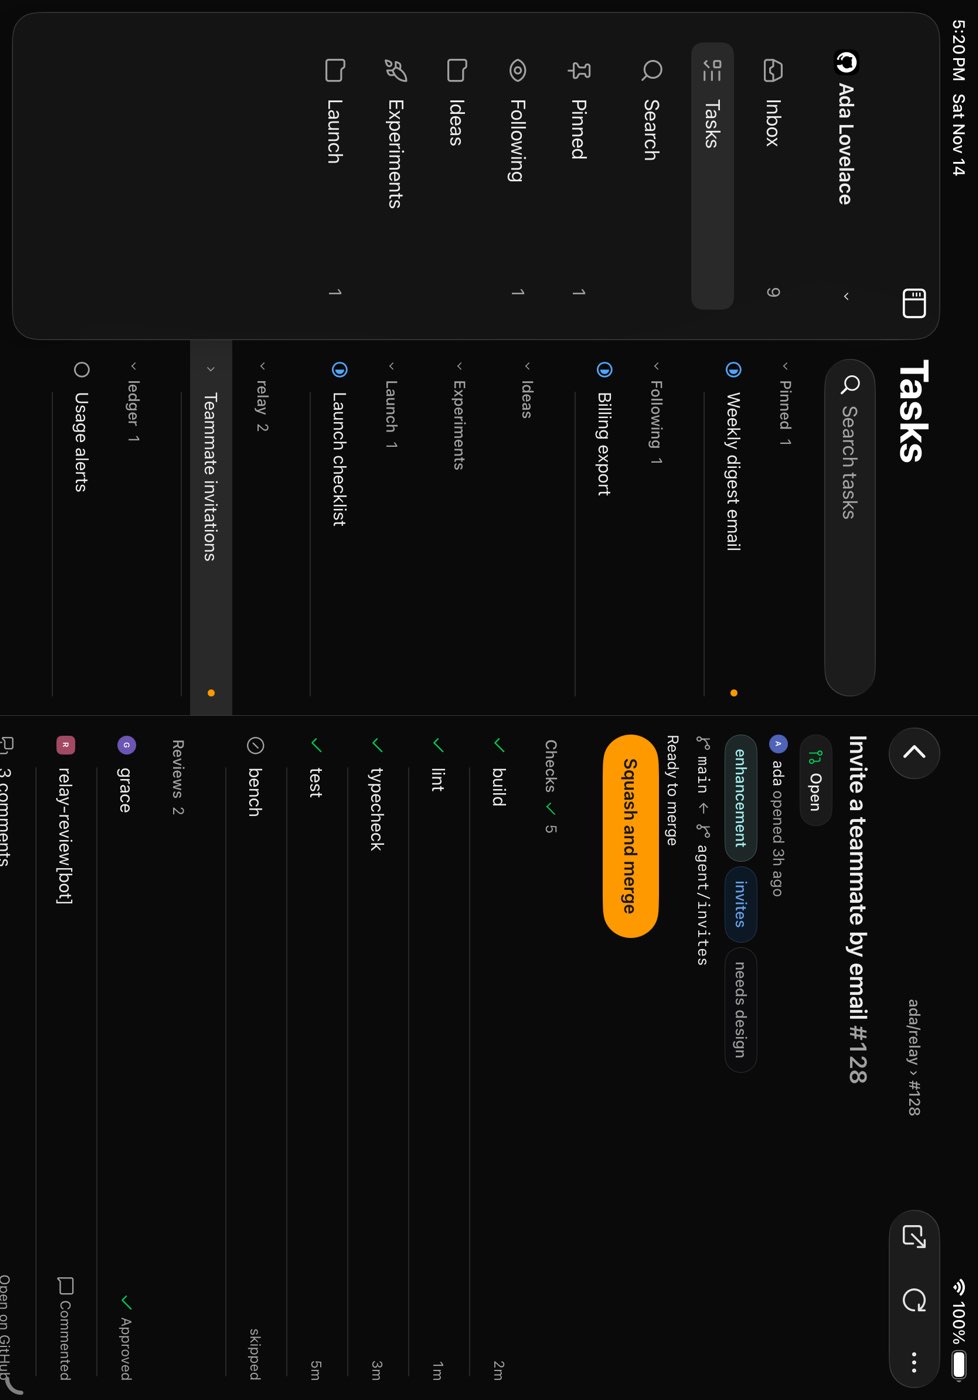 5:20 PM Sat Nov 14
100%
Ada Lovelace
Inbox 9
Tasks
Search
Pinned 1
Following 1
Ideas
Experiments
Launch 1
Tasks
Search tasks
Pinned 1
Weekly digest email
Following 1
Billing export
Ideas
Experiments
Launch 1
Launch checklist
relay 2
Teammate invitations
ledger 1
Usage alerts
ada/relay › #128
Invite a teammate by email #128
Open
A ada opened 3h ago
enhancement invites needs design
main ← agent/invites
Ready to merge
Squash and merge
Checks 5
build 2m
lint 1m
typecheck 3m
test 5m
bench skipped
Reviews 2
G grace Approved
R relay-review[bot] Commented
3 comments Open on GitHub